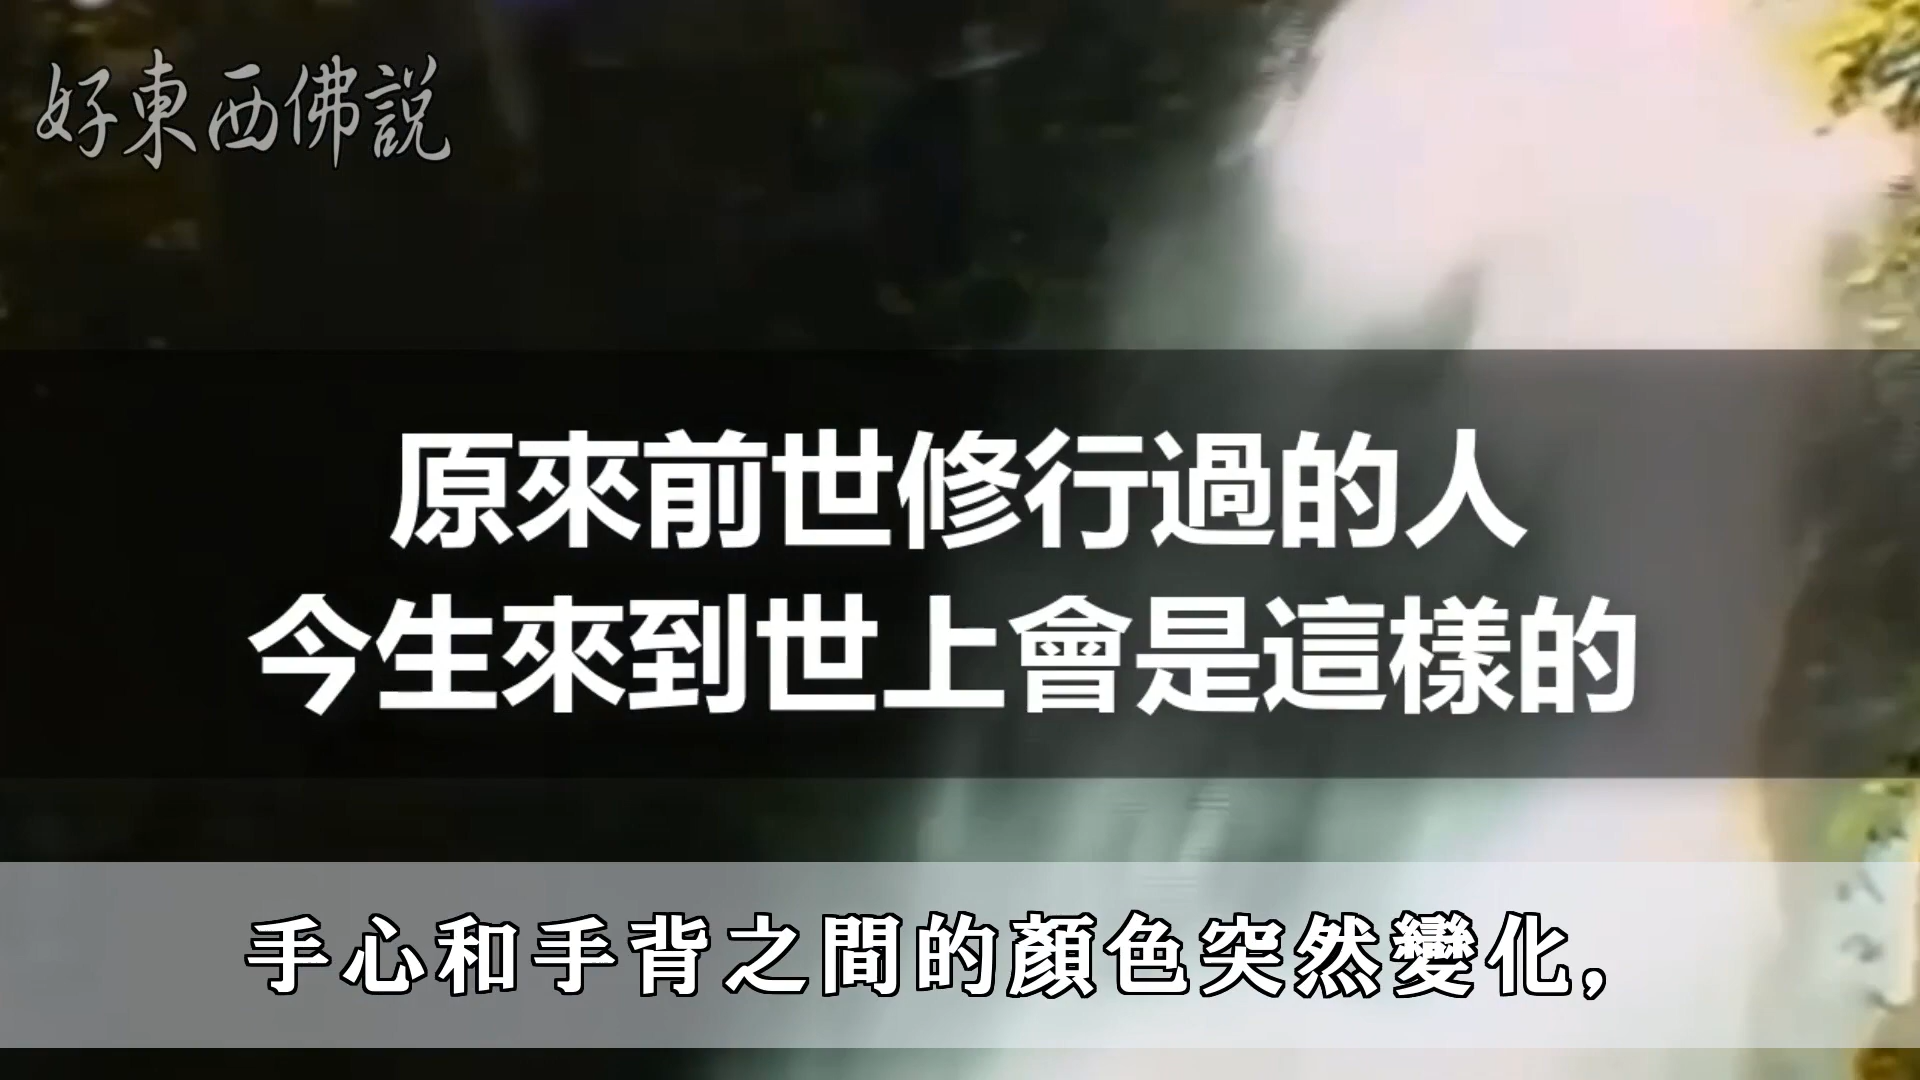 好東西佛説
原來前世修行過的人
今生來到世上會是這樣的
手心和手背之間的顏色突然變化,